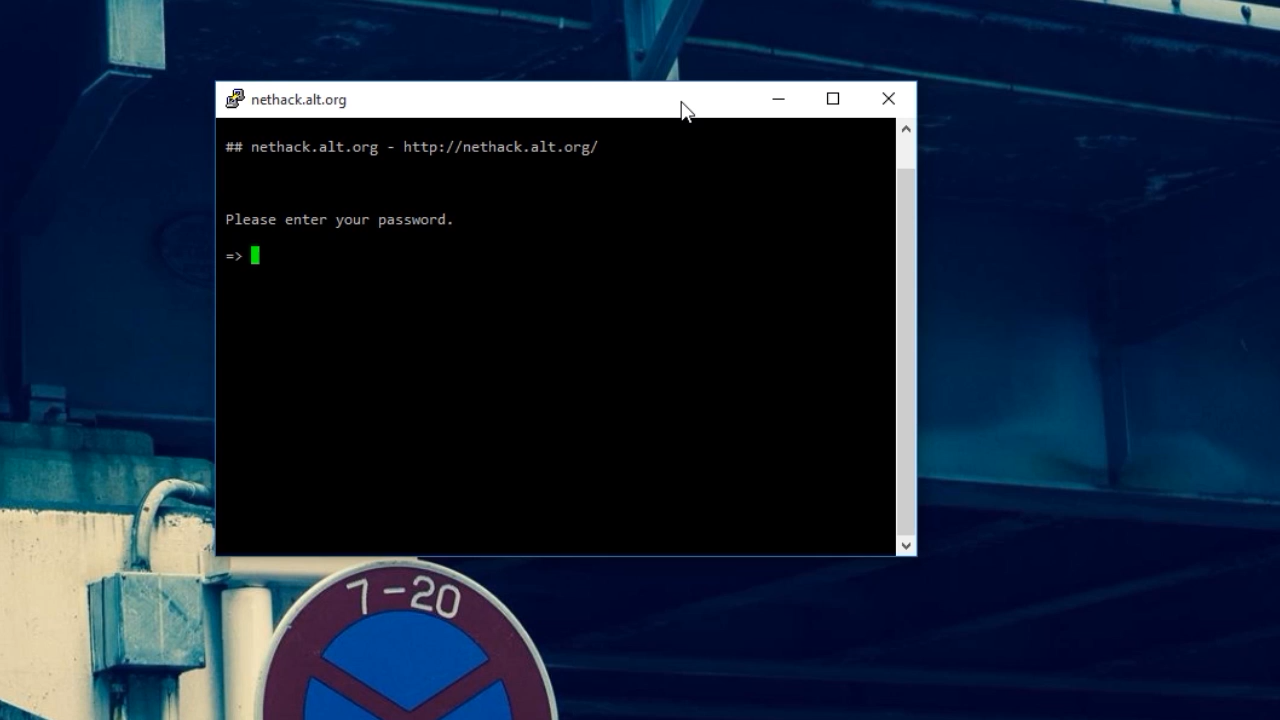 nethack.alt.org
## nethack.alt.org - http://nethack.alt.org/
Please enter your password.
=>
7-20